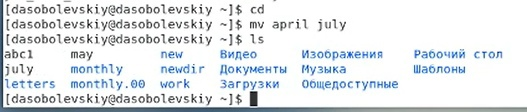 [dasobolevskiy@dasobolevskiy ~]$ cd
[dasobolevskiy@dasobolevskiy ~]$ mv april july
[dasobolevskiy@dasobolevskiy ~]$ ls
abc1 may new Видео Изображения Рабочий стол
july monthly newdir Документы Музыка Шаблоны
letters monthly.00 work Загрузки Общедоступные
[dasobolevskiy@dasobolevskiy ~]$